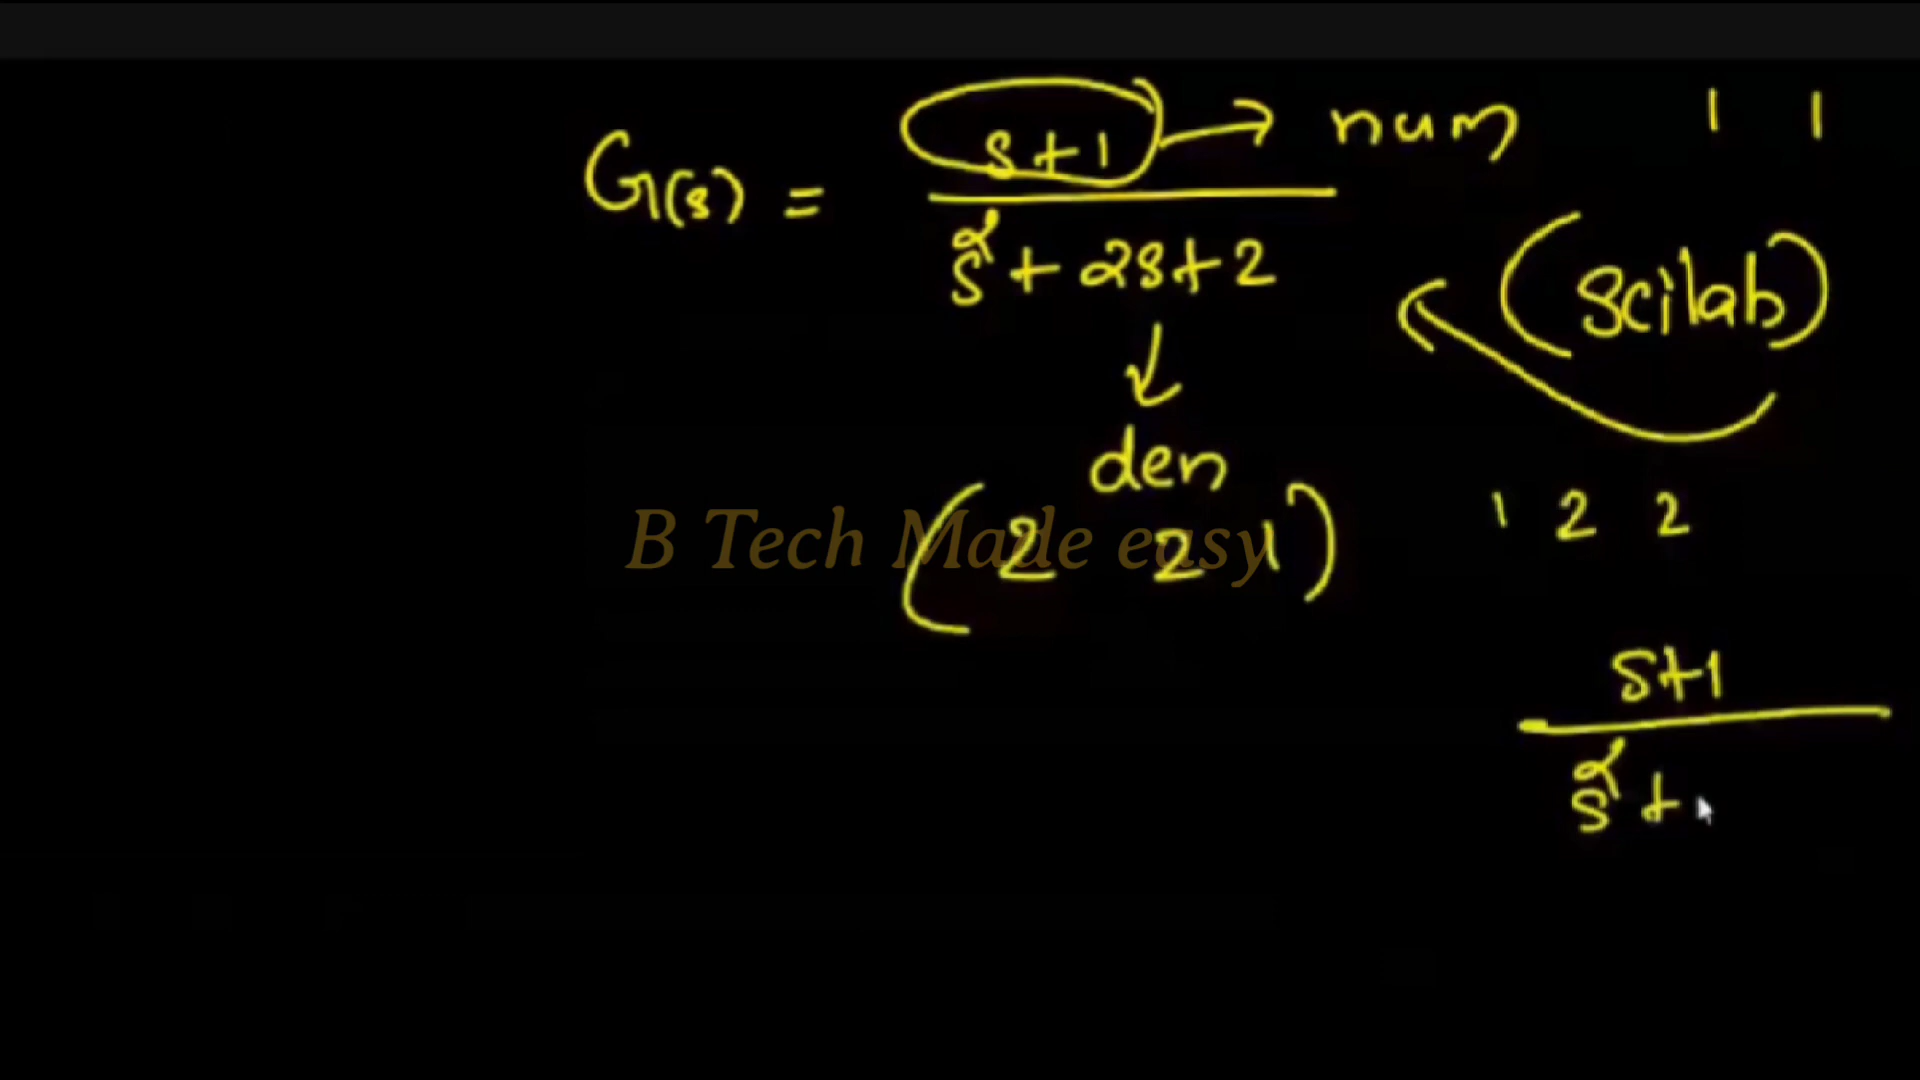 s+1 → num 1 1
G(s) =
s² + 2s + 2
(scilab)
↓
den
(2 2 1) 1 2 2
B Tech Made easy
s+1
s² +